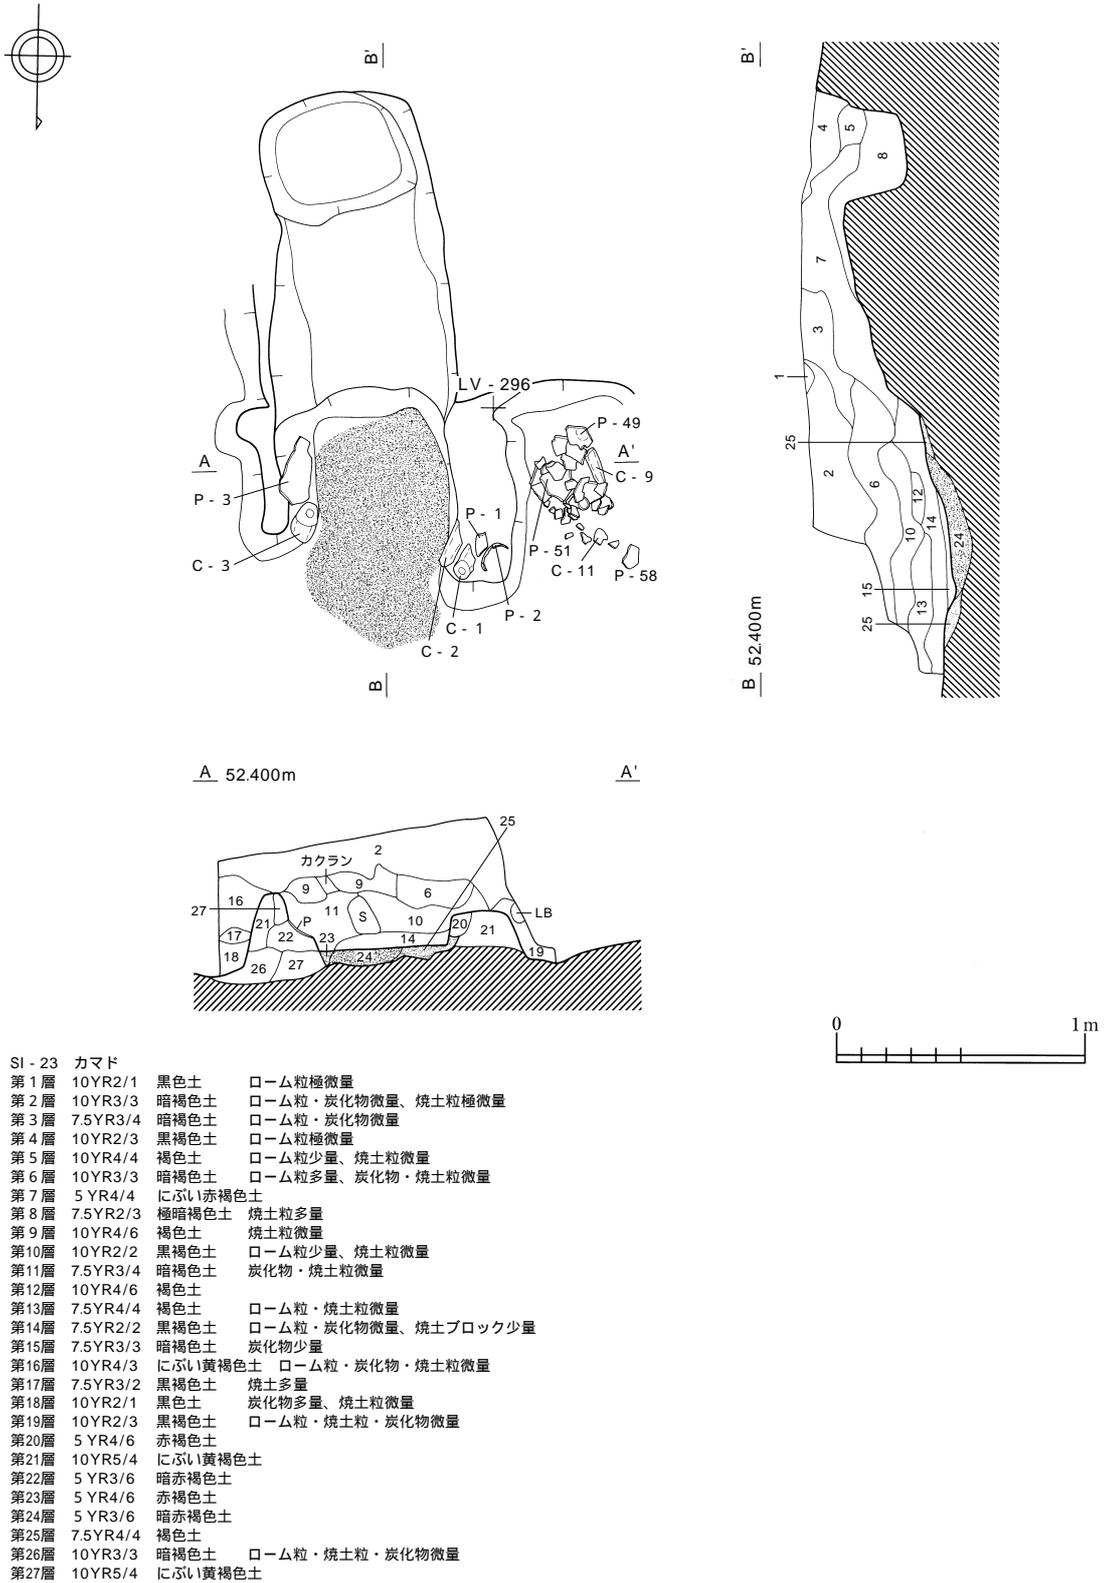 B'
B'
4
5
8
7
3
1
LV - 296
P - 49
A
A'
C - 9
25
2
6
12
P - 3
10
14
P - 1
24
C - 3
P - 51
C - 11
P - 58
15
P - 2
13
C - 1
25
C - 2
B
B 52.400m
A 52.400m
A'
25
2
カクラン
9
9
6
16
27
11
S
10
LB
21
P
20
21
17
22
23
14
18
24
19
26
27
0
1m
SI - 23 カマド
第1層 10YR2/1 黒色土 ローム粒極微量
第2層 10YR3/3 暗褐色土 ローム粒・炭化物微量、焼土粒極微量
第3層 7.5YR3/4 暗褐色土 ローム粒・炭化物微量
第4層 10YR2/3 黒褐色土 ローム粒極微量
第5層 10YR4/4 褐色土 ローム粒少量、焼土粒微量
第6層 10YR3/3 暗褐色土 ローム粒多量、炭化物・焼土粒微量
第7層 5YR4/4 にぶい赤褐色土
第8層 7.5YR2/3 極暗褐色土 焼土粒多量
第9層 10YR4/6 褐色土 焼土粒微量
第10層 10YR2/2 黒褐色土 ローム粒少量、焼土粒微量
第11層 7.5YR3/4 暗褐色土 炭化物・焼土粒微量
第12層 10YR4/6 褐色土
第13層 7.5YR4/4 褐色土 ローム粒・焼土粒微量
第14層 7.5YR2/2 黒褐色土 ローム粒・炭化物微量、焼土ブロック少量
第15層 7.5YR3/3 暗褐色土 炭化物少量
第16層 10YR4/3 にぶい黄褐色土 ローム粒・炭化物・焼土粒微量
第17層 7.5YR3/2 黒褐色土 焼土多量
第18層 10YR2/1 黒色土 炭化物多量、焼土粒微量
第19層 10YR2/3 黒褐色土 ローム粒・焼土粒・炭化物微量
第20層 5YR4/6 赤褐色土
第21層 10YR5/4 にぶい黄褐色土
第22層 5YR3/6 暗赤褐色土
第23層 5YR4/6 赤褐色土
第24層 5YR3/6 暗赤褐色土
第25層 7.5YR4/4 褐色土
第26層 10YR3/3 暗褐色土 ローム粒・焼土粒・炭化物微量
第27層 10YR5/4 にぶい黄褐色土